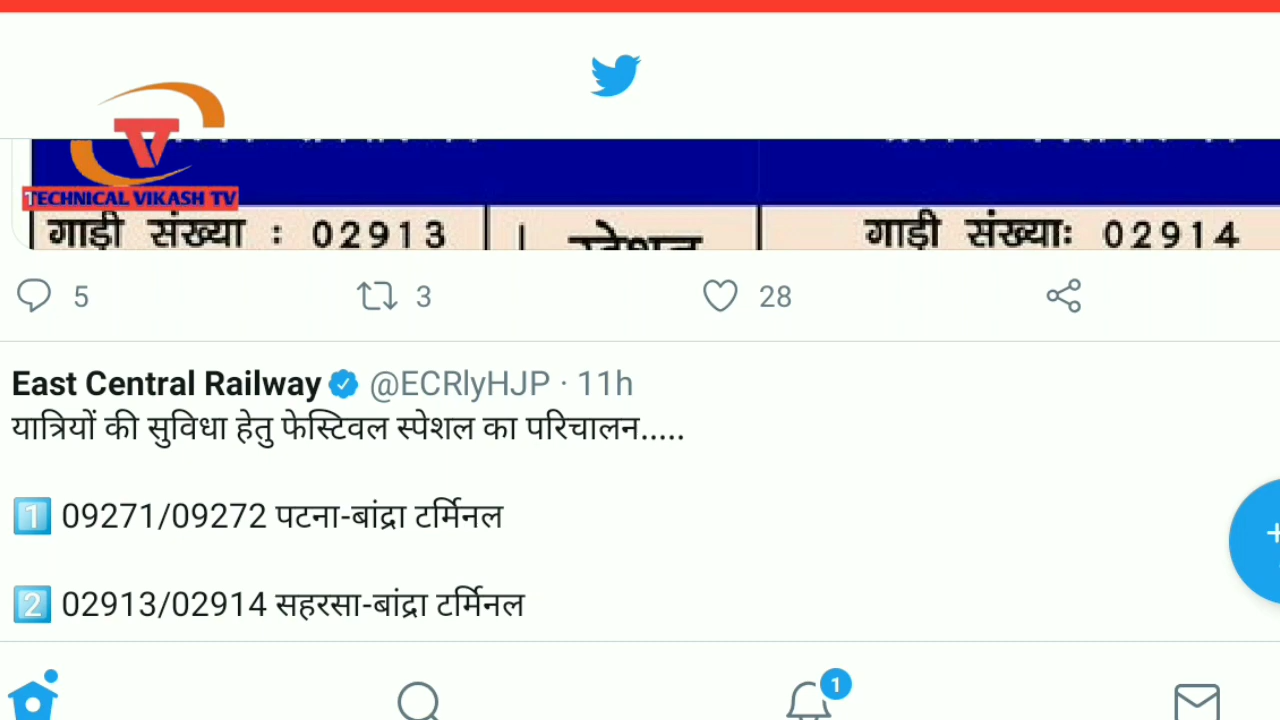 TECHNICAL VIKASH TV
गाड़ी संख्या : 02913
स्टेशन
गाड़ी संख्याः 02914
5
3
28
East Central Railway @ECRlyHJP · 11h
यात्रियों की सुविधा हेतु फेस्टिवल स्पेशल का परिचालन.....
1 09271/09272 पटना-बांद्रा टर्मिनल
2 02913/02914 सहरसा-बांद्रा टर्मिनल
1